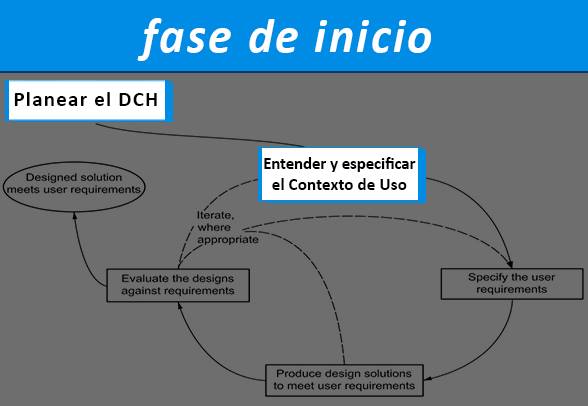 fase de inicio
Planear el DCH
Entender y especificar
el Contexto de Uso
Designed solution
meets user requirements
Iterate,
where
appropriate
Evaluate the designs
against requirements
Specify the user
requirements
Produce design solutions
to meet user requirements